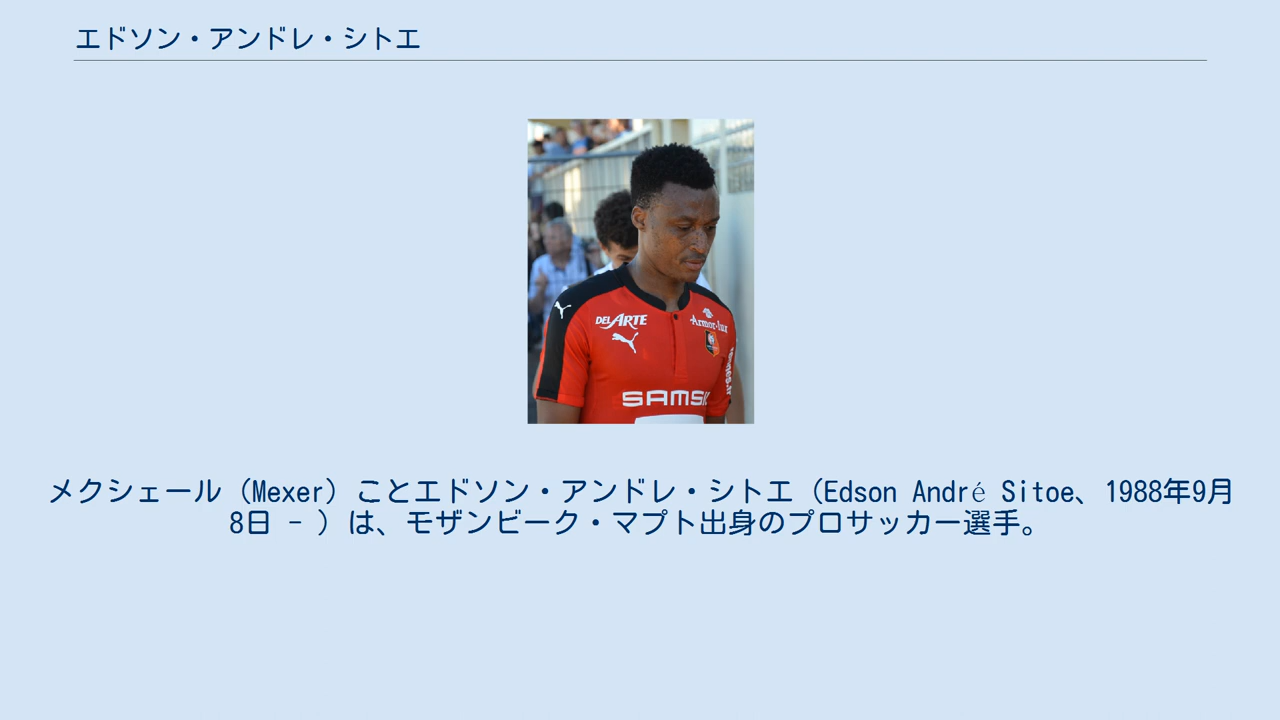 エドソン・アンドレ・シトエ
DEL ARTE
Armor·lux
SAMS
メクシェール（Mexer）ことエドソン・アンドレ・シトエ（Edson André Sitoe、1988年9月
8日 - ）は、モザンビーク・マプト出身のプロサッカー選手。